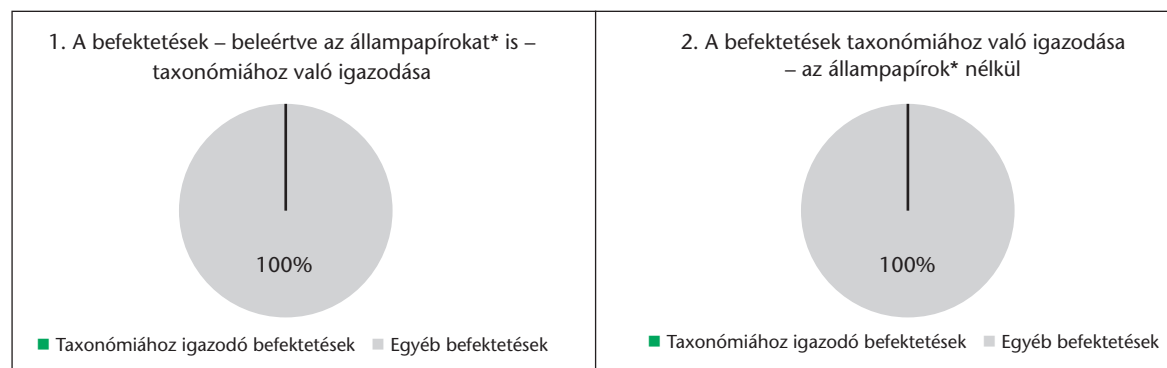 1. A befektetések – beleértve az állampapírokat* is –
taxonómiához való igazodása
100%
Taxonómiához igazodó befektetések Egyéb befektetések
2. A befektetések taxonómiához való igazodása
– az állampapírok* nélkül
100%
Taxonómiához igazodó befektetések Egyéb befektetések